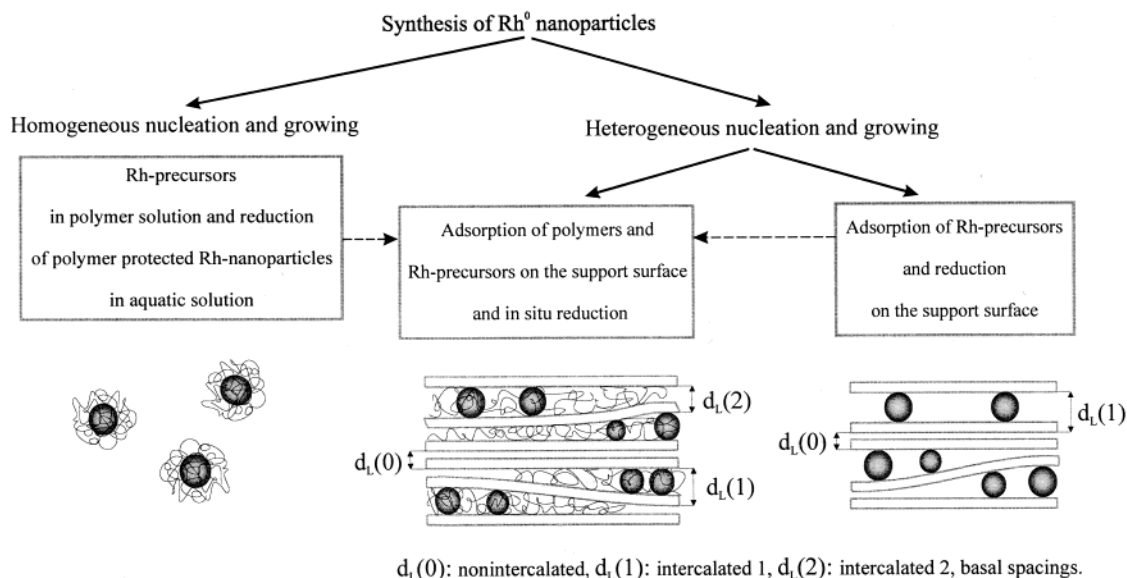 Synthesis of Rh⁰ nanoparticles
Homogeneous nucleation and growing
Heterogeneous nucleation and growing
Rh-precursors
in polymer solution and reduction
of polymer protected Rh-nanoparticles
in aquatic solution
Adsorption of polymers and
Rh-precursors on the support surface
and in situ reduction
Adsorption of Rh-precursors
and reduction
on the support surface
d_L(2)
d_L(0)
d_L(1)
d_L(1)
d_L(0)
d_L(0): nonintercalated, d_L(1): intercalated 1, d_L(2): intercalated 2, basal spacings.